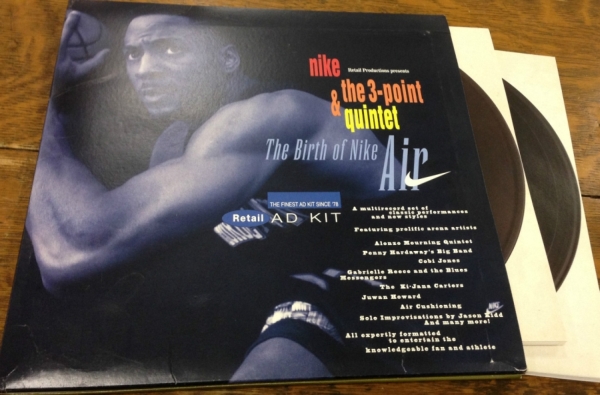 nike Retail Productions presents
& the 3-point
quintet
The Birth of Nike
Air
THE FINEST AD KIT SINCE '78
Retail AD KIT
A multirecord set of
classic performances
and new styles
Featuring prolific arena artists
Alonzo Mourning Quintet
Penny Hardaway's Big Band
Cobi Jones
Gabrielle Reece and the Blues
Messengers
The Ki-Jana Carters
Juwan Howard
Air Cushioning
Solo Improvisations by Jason Kidd
And many more!
All expertly formatted
to entertain the
knowledgeable fan and athlete